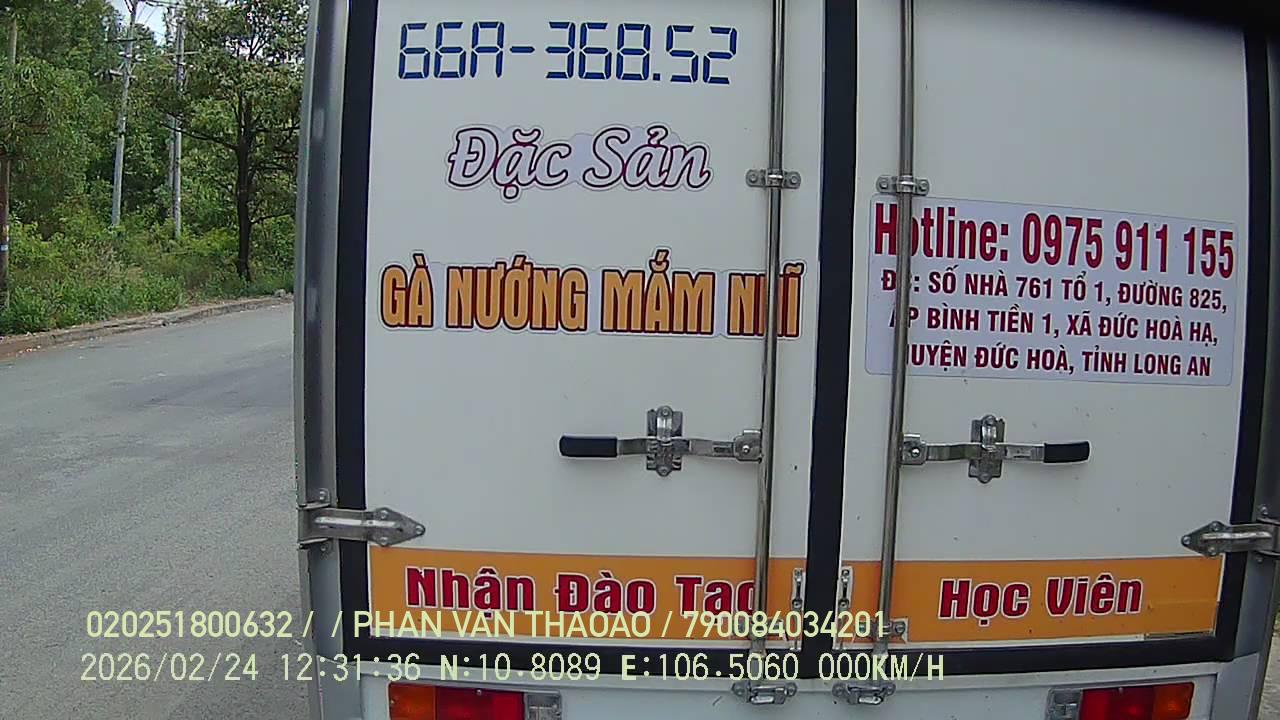 66A-368.52
Đặc Sản
GÀ NƯỚNG MẮM NHĨ
Hotline: 0975 911 155
ĐC: SỐ NHÀ 761 TỔ 1, ĐƯỜNG 825,
ẤP BÌNH TIỀN 1, XÃ ĐỨC HOÀ HẠ,
HUYỆN ĐỨC HOÀ, TỈNH LONG AN
Nhận Đào Tạo Học Viên
020251800632 / / PHAN VAN THAOAO / 790084034201
2026/02/24 12:31:36 N:10.8089 E:106.5060 000KM/H